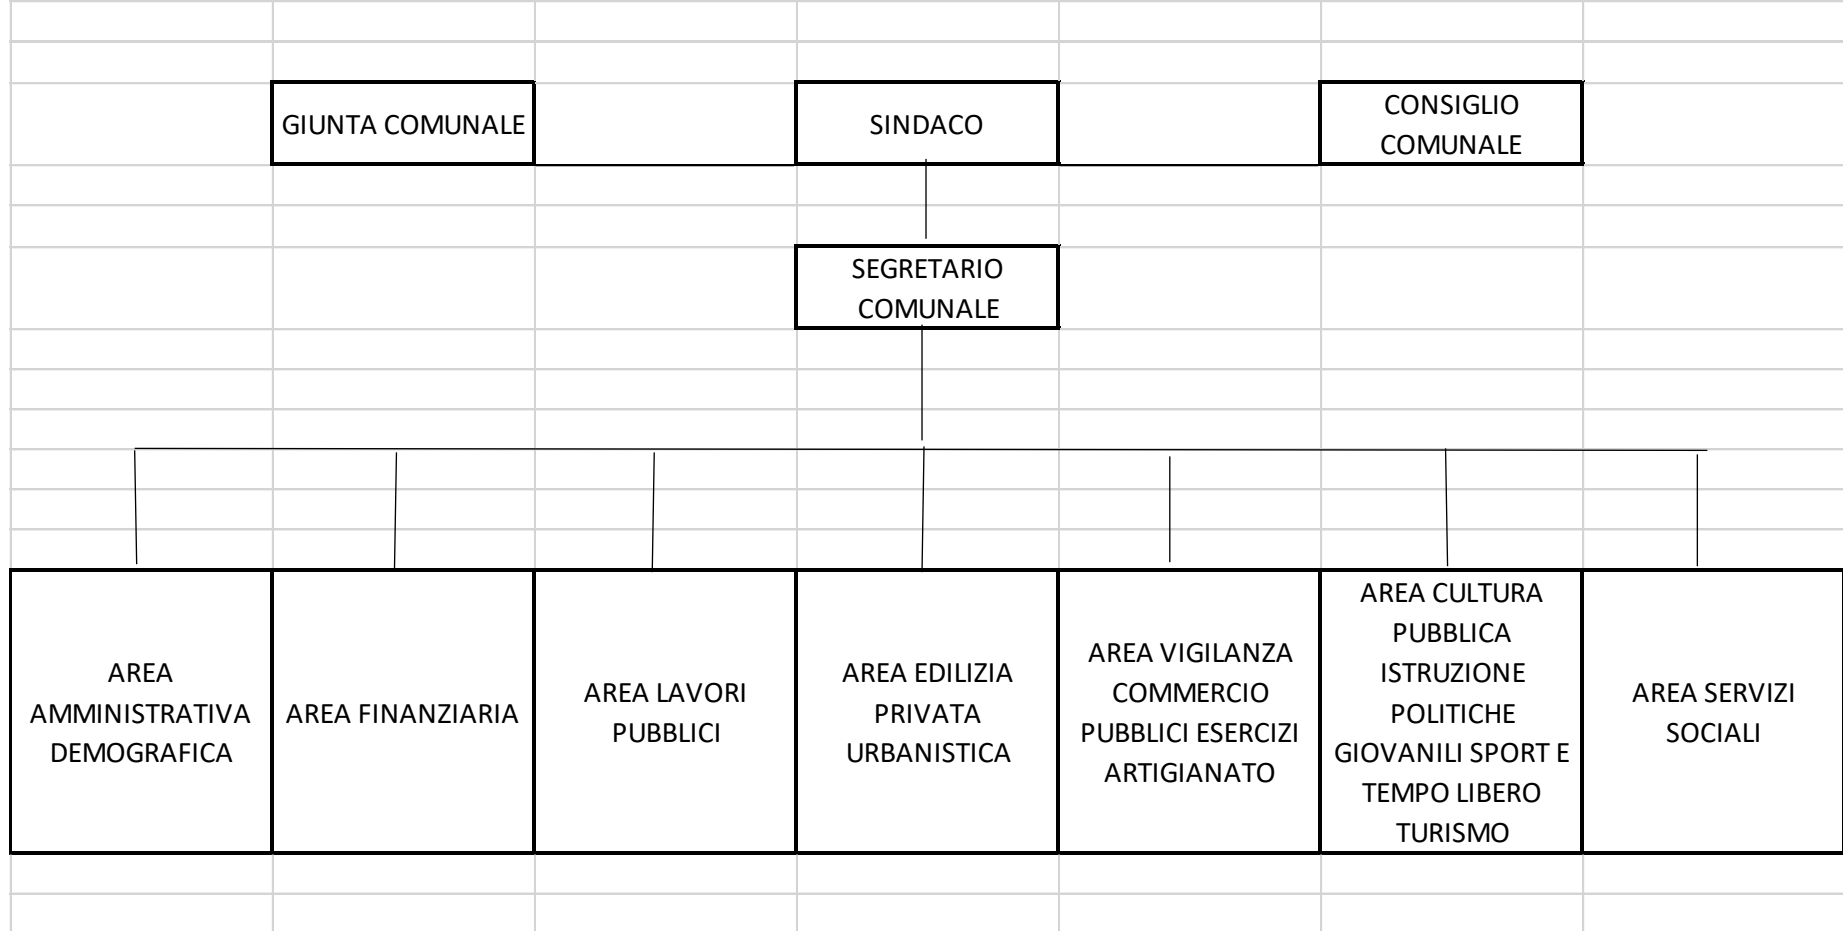 GIUNTA COMUNALE
SINDACO
CONSIGLIO
COMUNALE
SEGRETARIO
COMUNALE
AREA
AMMINISTRATIVA
DEMOGRAFICA
AREA FINANZIARIA
AREA LAVORI
PUBBLICI
AREA EDILIZIA
PRIVATA
URBANISTICA
AREA VIGILANZA
COMMERCIO
PUBBLICI ESERCIZI
ARTIGIANATO
AREA CULTURA
PUBBLICA
ISTRUZIONE
POLITICHE
GIOVANILI SPORT E
TEMPO LIBERO
TURISMO
AREA SERVIZI
SOCIALI